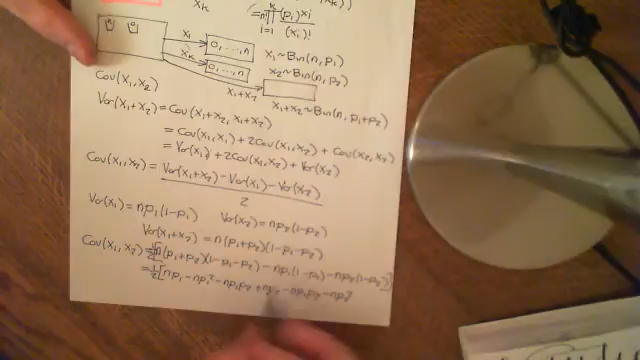 X_k
= n! ∏_{i=1}^{k} (p_i)^{x_i} / (x_i)!
X_1 0,...,n X_1 ~ Bin(n, p_1)
X_k 0,...,n X_2 ~ Bin(n, p_2)
X_1+X_2 X_1+X_2 ~ Bin(n, p_1+p_2)
Cov(X_1, X_2)
Var(X_1+X_2) = Cov(X_1+X_2, X_1+X_2)
= Cov(X_1, X_1) + 2Cov(X_1, X_2) + Cov(X_2, X_2)
= Var(X_1) + 2Cov(X_1, X_2) + Var(X_2)
Cov(X_1, X_2) = (Var(X_1+X_2) - Var(X_1) - Var(X_2)) / 2
Var(X_1) = np_1(1-p_1) Var(X_2) = np_2(1-p_2)
Var(X_1+X_2) = n(p_1+p_2)(1-p_1-p_2)
Cov(X_1, X_2) = 1/2[n(p_1+p_2)(1-p_1-p_2) - np_1(1-p_1) - np_2(1-p_2)]
= 1/2[np_1 - np_1^2 - np_1p_2 + np_2 - np_1p_2 - np_2^2